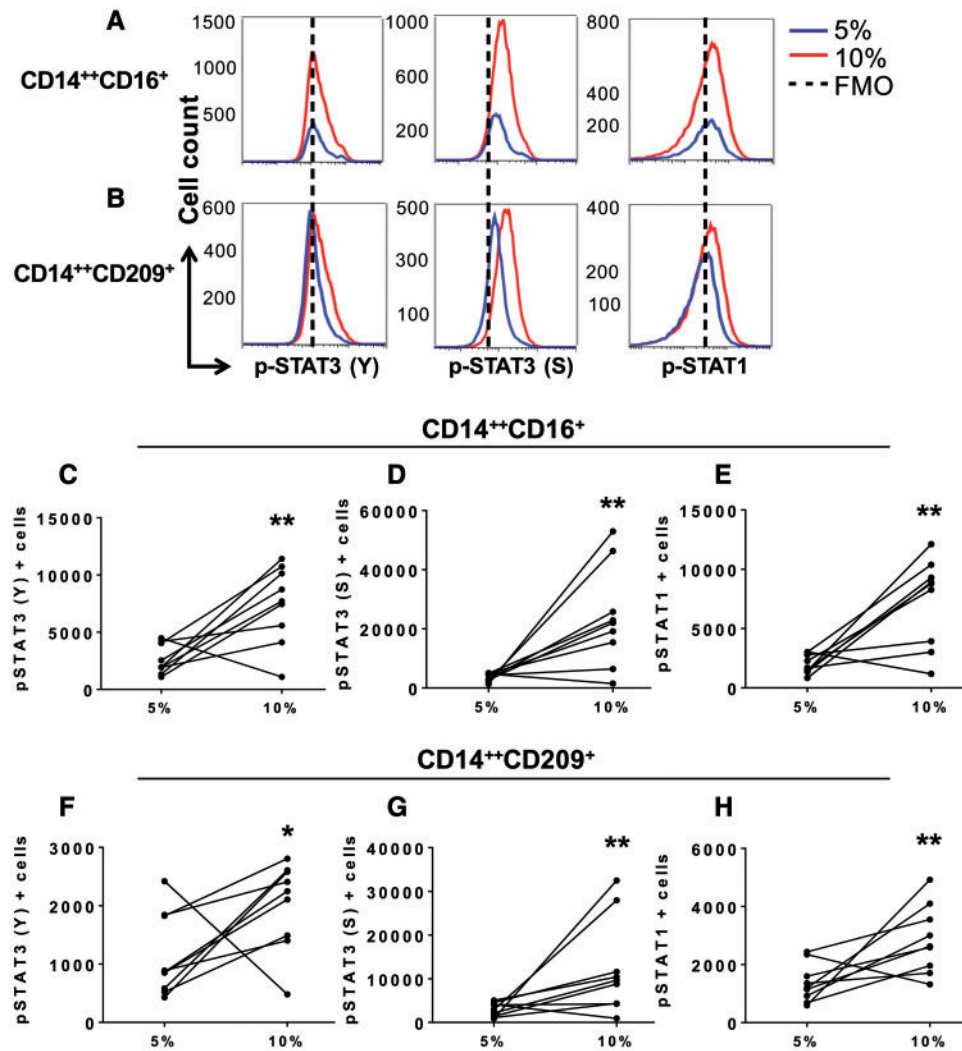 A
5%
10%
FMO
CD14⁺⁺CD16⁺
1500
1000
500
1000
600
200
800
400
200
Cell count
B
CD14⁺⁺CD209⁺
600
400
200
500
300
100
400
200
100
p-STAT3 (Y)
p-STAT3 (S)
p-STAT1
CD14⁺⁺CD16⁺
C
pSTAT3 (Y) + cells
15000
10000
5000
0
**
5%
10%
D
pSTAT3 (S) + cells
60000
40000
20000
0
**
5%
10%
E
pSTAT1 + cells
15000
10000
5000
0
**
5%
10%
CD14⁺⁺CD209⁺
F
pSTAT3 (Y) + cells
3000
2000
1000
0
*
5%
10%
G
pSTAT3 (S) + cells
40000
30000
20000
10000
0
**
5%
10%
H
pSTAT1 + cells
6000
4000
2000
0
**
5%
10%